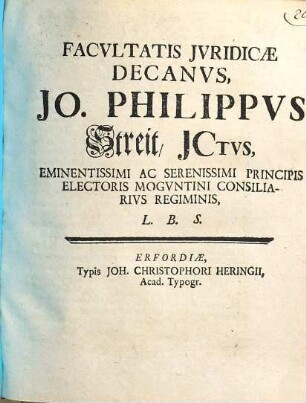 FACVLTATIS JVRIDICÆ
DECANVS,
JO. PHILIPPVS
Streit, JCTVS,
EMINENTISSIMI AC SERENISSIMI PRINCIPIS
ELECTORIS MOGVNTINI CONSILIA-
RIVS REGIMINIS,
L. B. S.
ERFORDIÆ,
Typis JOH. CHRISTOPHORI HERINGII,
Acad. Typogr.